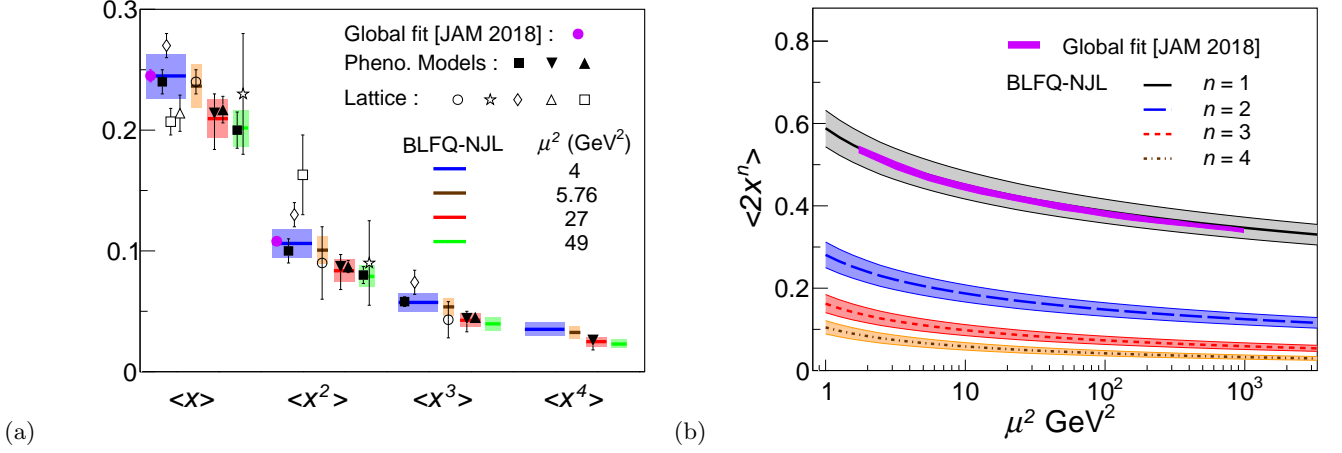 0.3
0.2
0.1
0
Global fit [JAM 2018] :
Pheno. Models :
Lattice :
BLFQ-NJL μ² (GeV²)
4
5.76
27
49
<x> <x²> <x³> <x⁴>
(a)
0.8
0.6
0.4
0.2
0
<2xⁿ>
Global fit [JAM 2018]
BLFQ-NJL n = 1
n = 2
n = 3
n = 4
1 10 10² 10³
μ² GeV²
(b)